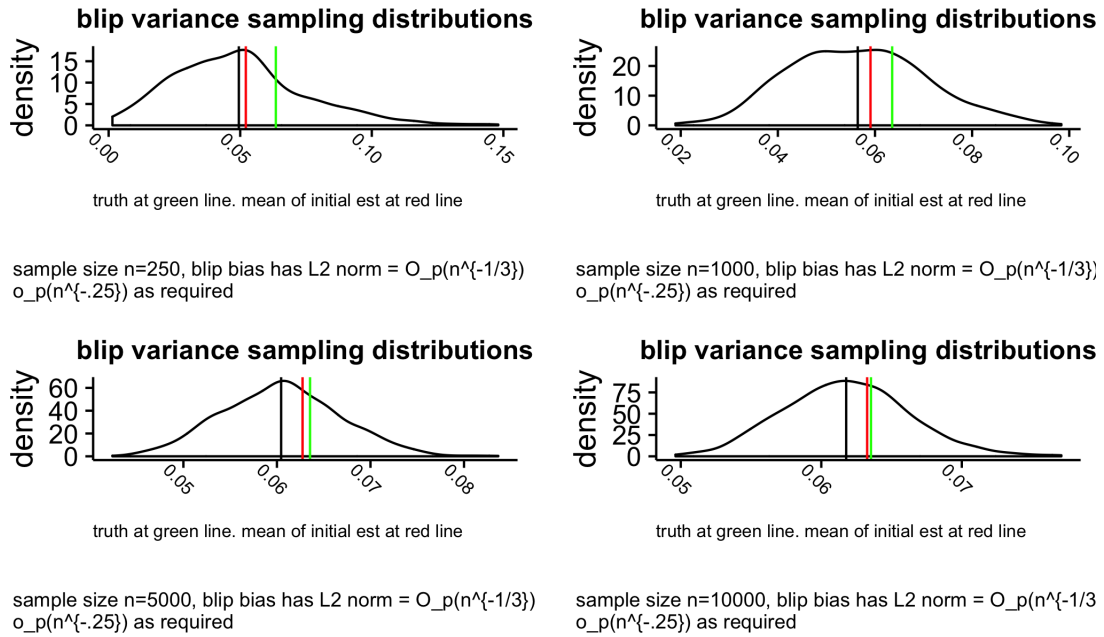 blip variance sampling distributions
density
15
10
5
0
0.00
0.05
0.10
0.15
truth at green line. mean of initial est at red line
sample size n=250, blip bias has L2 norm = O_p(n^{-1/3})
o_p(n^{-.25}) as required
blip variance sampling distributions
density
20
10
0
0.02
0.04
0.06
0.08
0.10
truth at green line. mean of initial est at red line
sample size n=1000, blip bias has L2 norm = O_p(n^{-1/3})
o_p(n^{-.25}) as required
blip variance sampling distributions
density
60
40
20
0
0.05
0.06
0.07
0.08
truth at green line. mean of initial est at red line
sample size n=5000, blip bias has L2 norm = O_p(n^{-1/3})
o_p(n^{-.25}) as required
blip variance sampling distributions
density
75
50
25
0
0.05
0.06
0.07
truth at green line. mean of initial est at red line
sample size n=10000, blip bias has L2 norm = O_p(n^{-1/3
o_p(n^{-.25}) as required